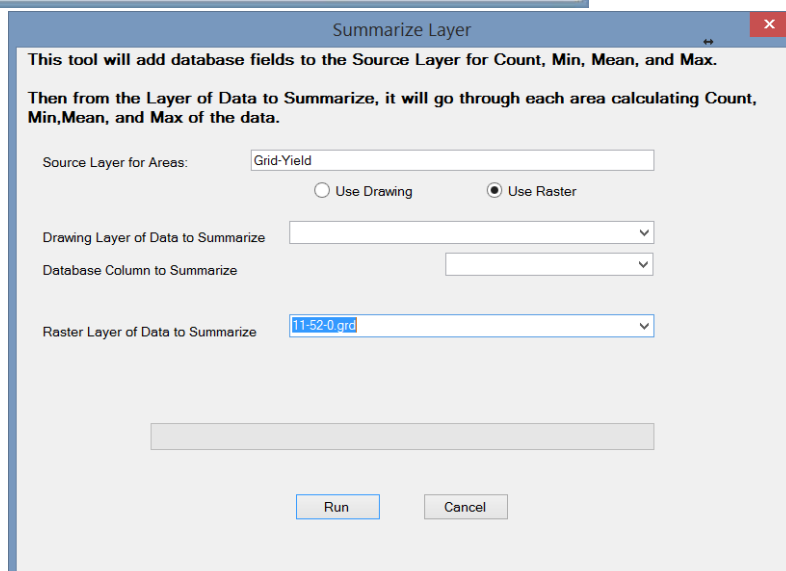 Summarize Layer
This tool will add database fields to the Source Layer for Count, Min, Mean, and Max.
Then from the Layer of Data to Summarize, it will go through each area calculating Count,
Min,Mean, and Max of the data.
Source Layer for Areas: Grid-Yield
Use Drawing Use Raster
Drawing Layer of Data to Summarize
Database Column to Summarize
Raster Layer of Data to Summarize 11-52-0.grd
Run Cancel